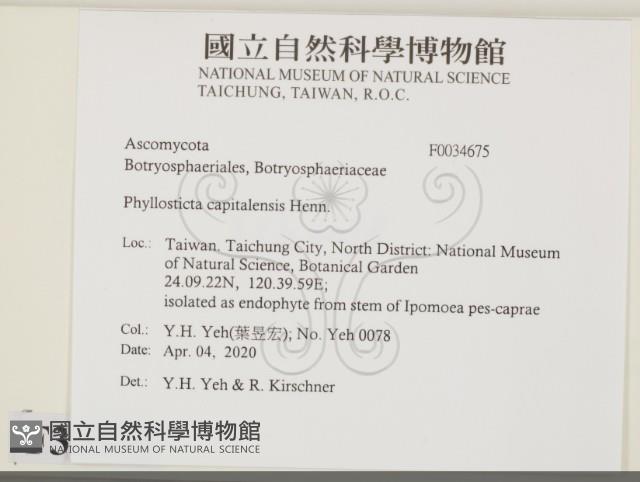 國立自然科學博物館
NATIONAL MUSEUM OF NATURAL SCIENCE
TAICHUNG, TAIWAN, R.O.C.
Ascomycota F0034675
Botryosphaeriales, Botryosphaeriaceae
Phyllosticta capitalensis Henn.
Loc.: Taiwan. Taichung City, North District: National Museum
of Natural Science, Botanical Garden
24.09.22N, 120.39.59E;
isolated as endophyte from stem of Ipomoea pes-caprae
Col.: Y.H. Yeh(葉昱宏); No. Yeh 0078
Date: Apr. 04, 2020
Det.: Y.H. Yeh & R. Kirschner
國立自然科學博物館
NATIONAL MUSEUM OF NATURAL SCIENCE